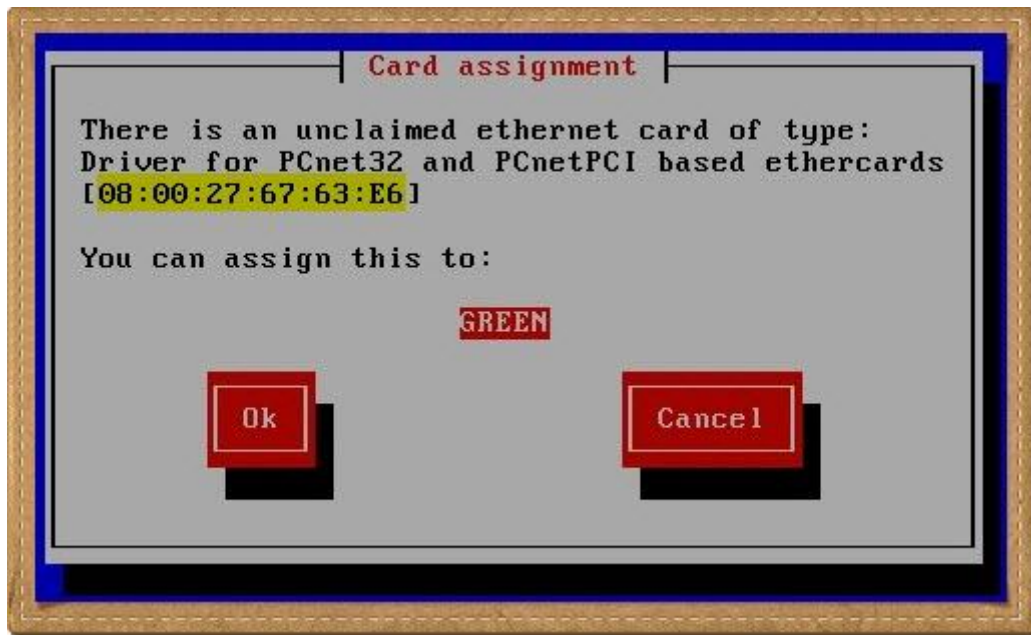 Card assignment
There is an unclaimed ethernet card of type:
Driver for PCnet32 and PCnetPCI based ethercards
[08:00:27:67:63:E6]
You can assign this to:
GREEN
Ok Cancel